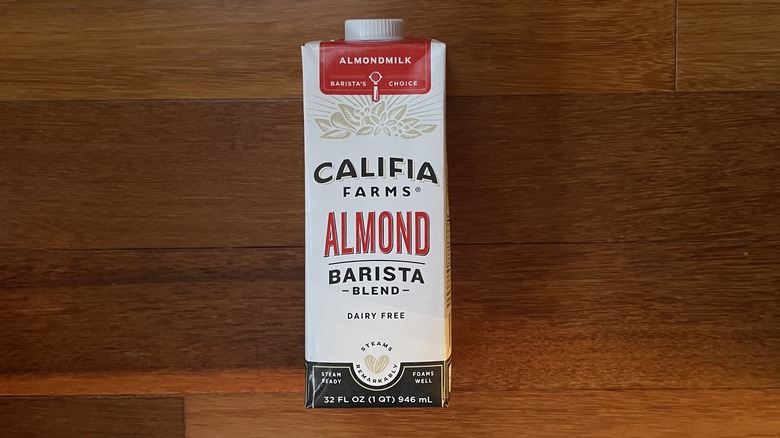 ALMONDMILK
BARISTA'S CHOICE
CALIFIA
FARMS®
ALMOND
BARISTA
-BLEND-
DAIRY FREE
STEAMS
REMARKABLY
STEAM READY
FOAMS WELL
32 FL OZ (1 QT) 946 mL